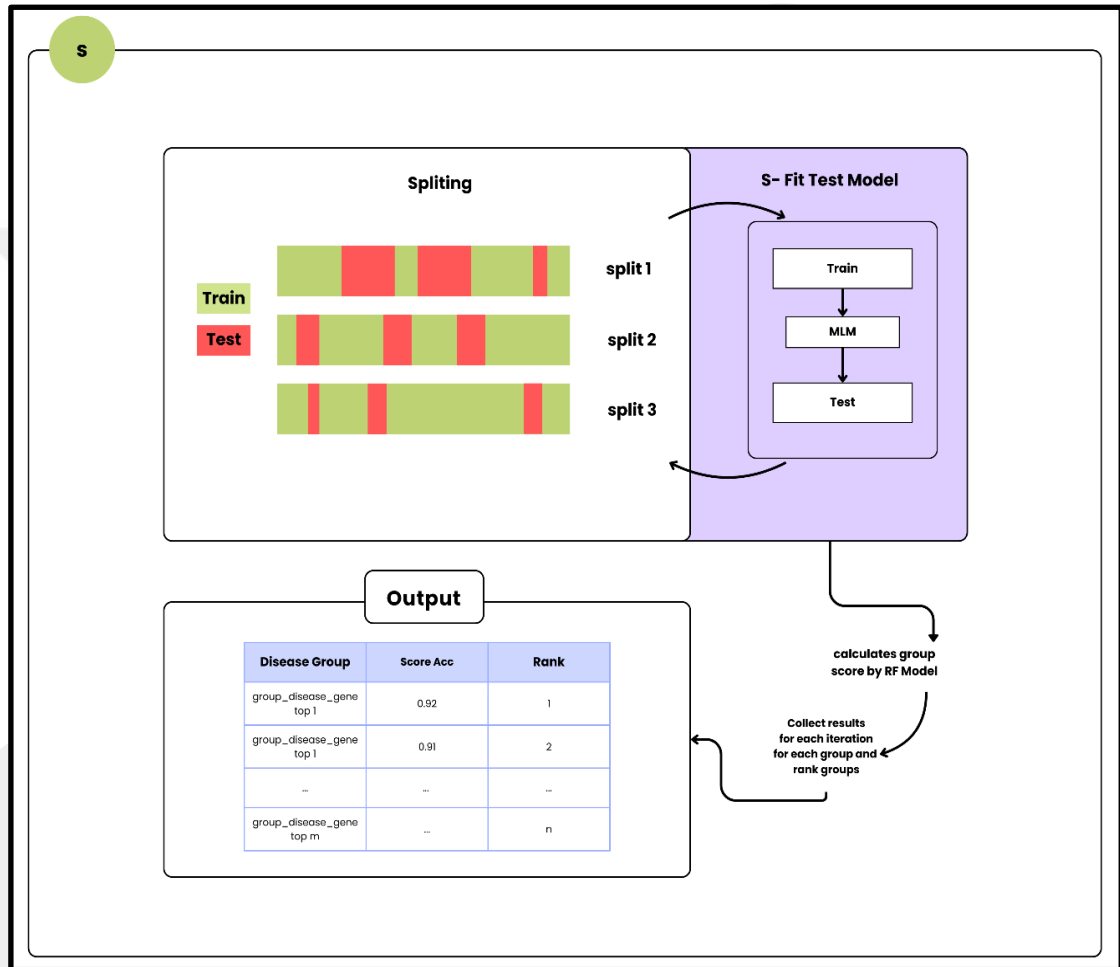 S
Spliting
S- Fit Test Model
Train
Test
split 1
split 2
split 3
Train
MLM
Test
calculates group
score by RF Model
Collect results
for each iteration
for each group and
rank groups
Output
Disease Group Score Acc Rank
group_disease_gene
top 1
0.92
1
group_disease_gene
top 1
0.91
2
... ... ...
group_disease_gene
top m
...
n